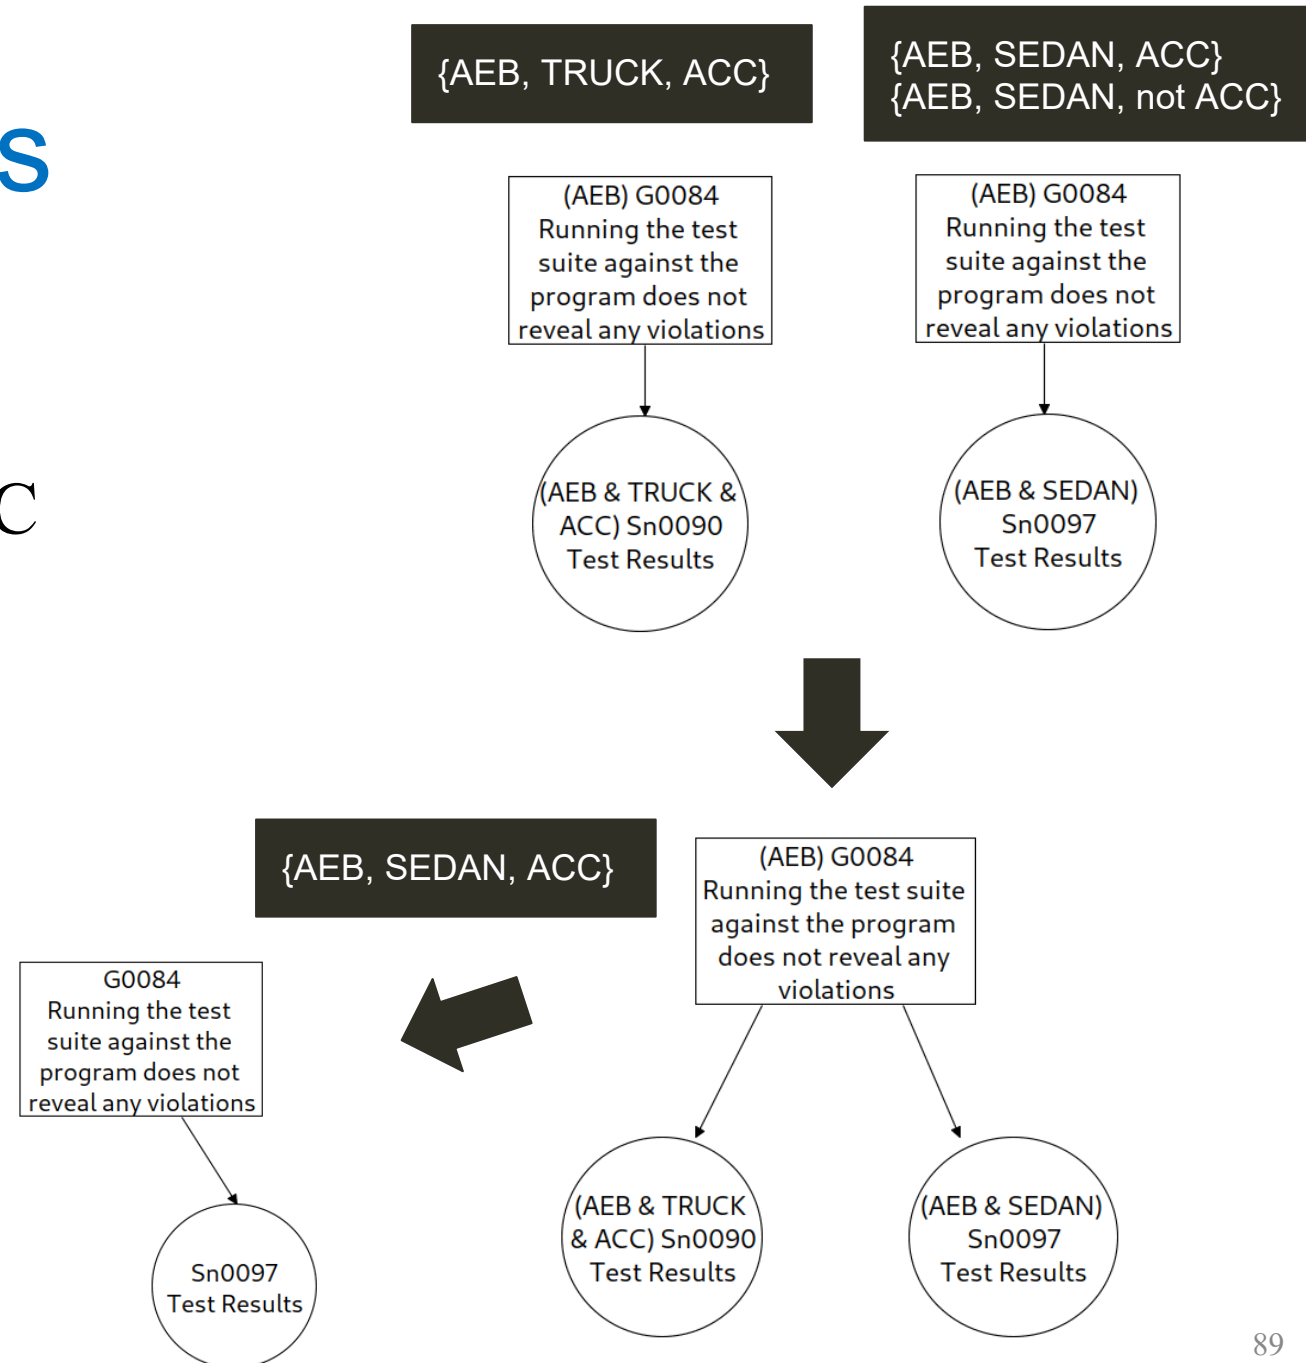 {AEB, TRUCK, ACC}
{AEB, SEDAN, ACC}
{AEB, SEDAN, not ACC}
s
(AEB) G0084
Running the test
suite against the
program does not
reveal any violations
(AEB) G0084
Running the test
suite against the
program does not
reveal any violations
C
(AEB & TRUCK &
ACC) Sn0090
Test Results
(AEB & SEDAN)
Sn0097
Test Results
{AEB, SEDAN, ACC}
(AEB) G0084
Running the test suite
against the program
does not reveal any
violations
G0084
Running the test
suite against the
program does not
reveal any violations
(AEB & TRUCK
& ACC) Sn0090
Test Results
(AEB & SEDAN)
Sn0097
Test Results
Sn0097
Test Results
89